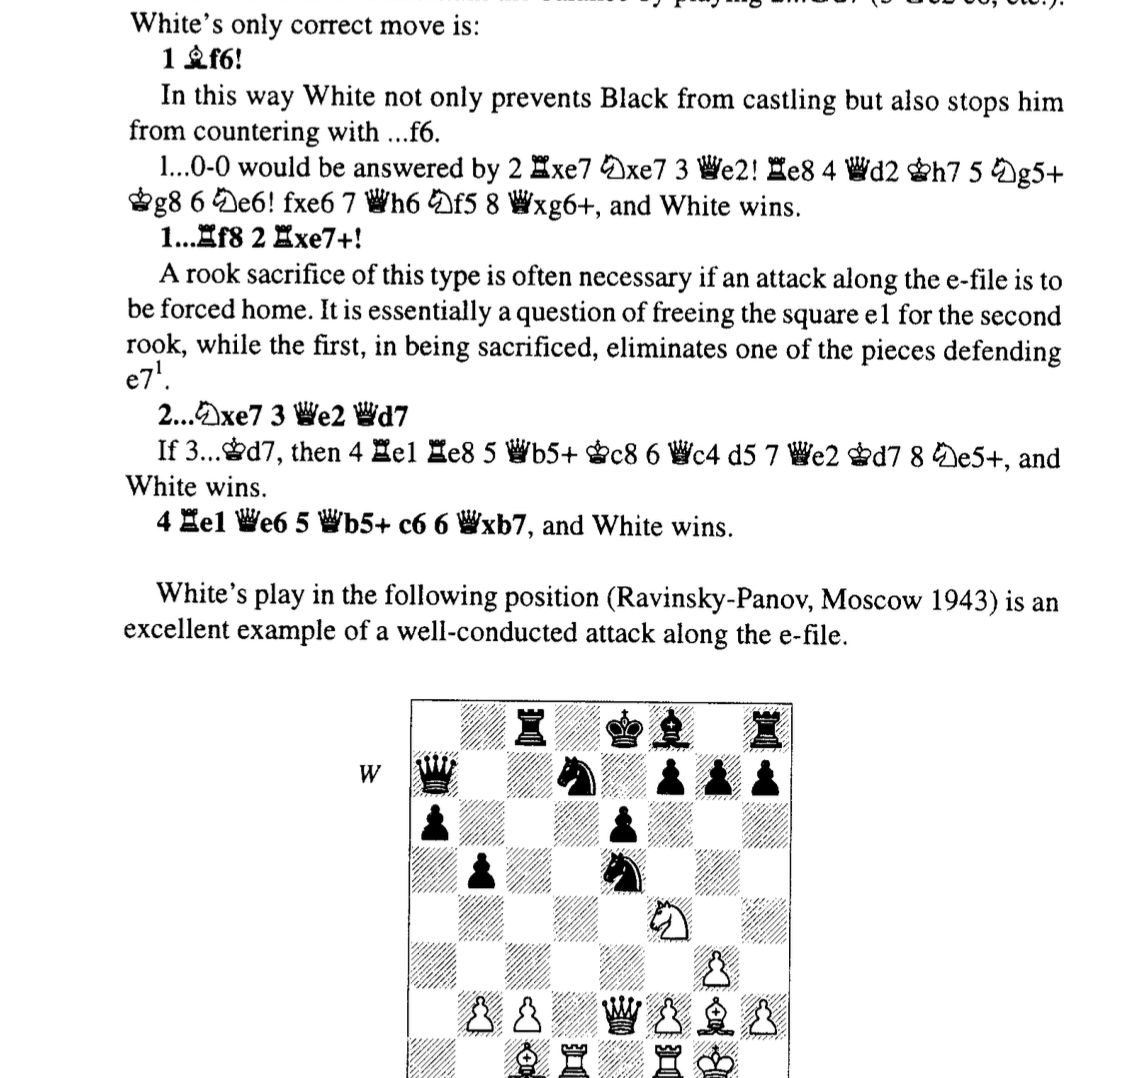 White's only correct move is:
1 ♗f6!
In this way White not only prevents Black from castling but also stops him
from countering with ...f6.
1...0-0 would be answered by 2 ♖xe7 ♘xe7 3 ♕e2! ♖e8 4 ♕d2 ♔h7 5 ♘g5+
♔g8 6 ♘e6! fxe6 7 ♕h6 ♘f5 8 ♕xg6+, and White wins.
1...♖f8 2 ♖xe7+!
A rook sacrifice of this type is often necessary if an attack along the e-file is to
be forced home. It is essentially a question of freeing the square e1 for the second
rook, while the first, in being sacrificed, eliminates one of the pieces defending
e7¹.
2...♘xe7 3 ♕e2 ♕d7
If 3...♔d7, then 4 ♖e1 ♖e8 5 ♕b5+ ♔c8 6 ♕c4 d5 7 ♕e2 ♔d7 8 ♘e5+, and
White wins.
4 ♖e1 ♕e6 5 ♕b5+ c6 6 ♕xb7, and White wins.
White's play in the following position (Ravinsky-Panov, Moscow 1943) is an
excellent example of a well-conducted attack along the e-file.
W